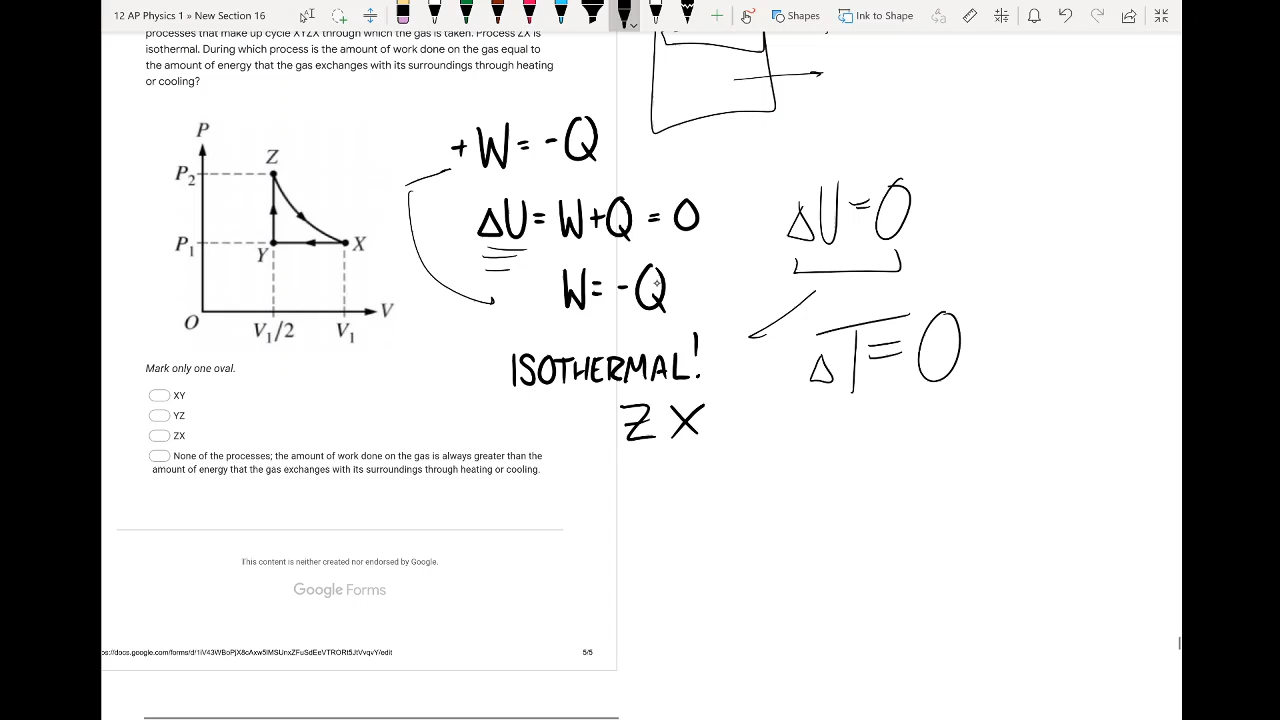 12 AP Physics 1 » New Section 16
Shapes
Ink to Shape
processes that make up cycle XYZX through which the gas is taken. Process ZX is
isothermal. During which process is the amount of work done on the gas equal to
the amount of energy that the gas exchanges with its surroundings through heating
or cooling?
P
P2
Z
P1
Y
X
O
V1/2
V1
V
+W = -Q
ΔU = W+Q = 0
W = -Q
ISOTHERMAL!
ZX
ΔU = 0
ΔT = 0
Mark only one oval.
XY
YZ
ZX
None of the processes; the amount of work done on the gas is always greater than the
amount of energy that the gas exchanges with its surroundings through heating or cooling.
This content is neither created nor endorsed by Google.
Google Forms
5/5